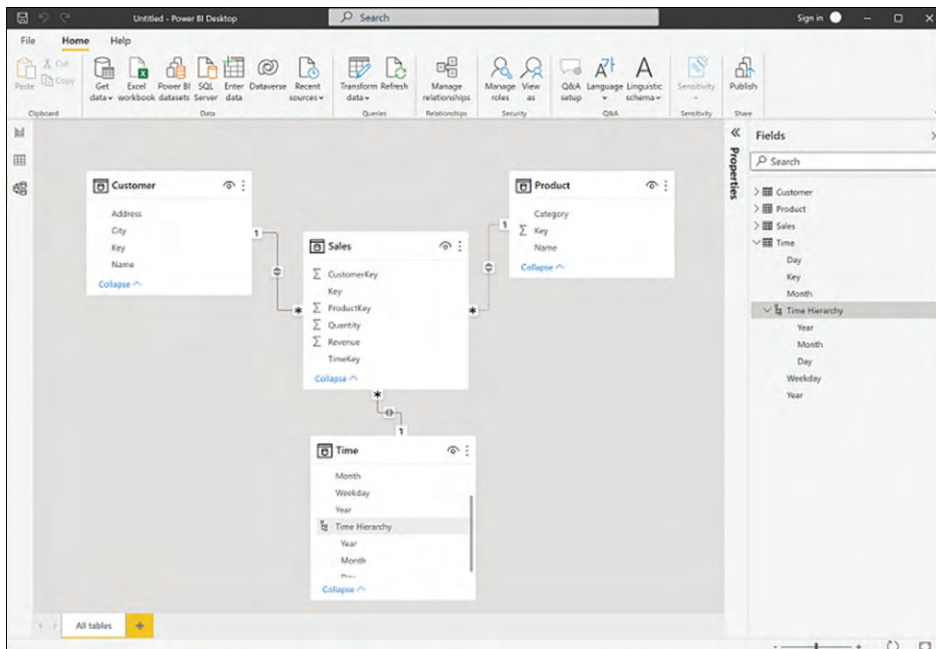 Untitled - Power BI Desktop
Search
Sign in
File Home Help
Paste
Cut
Copy
Clipboard
Get data
Excel workbook
Power BI datasets
SQL Server
Enter data
Dataverse
Recent sources
Data
Transform data
Refresh
Queries
Manage relationships
Relationships
Manage roles
View as
Security
Q&A setup
Language
Linguistic schema
Q&A
Sensitivity
Sensitivity
Publish
Share
Customer
Address
City
Key
Name
Collapse
1
*
Sales
CustomerKey
Key
ProductKey
Quantity
Revenue
TimeKey
Collapse
Product
Category
Key
Name
Collapse
1
*
*
1
Time
Month
Weekday
Year
Time Hierarchy
Year
Month
Day
Collapse
Properties
Fields
Search
Customer
Product
Sales
Time
Day
Key
Month
Time Hierarchy
Year
Month
Day
Weekday
Year
All tables